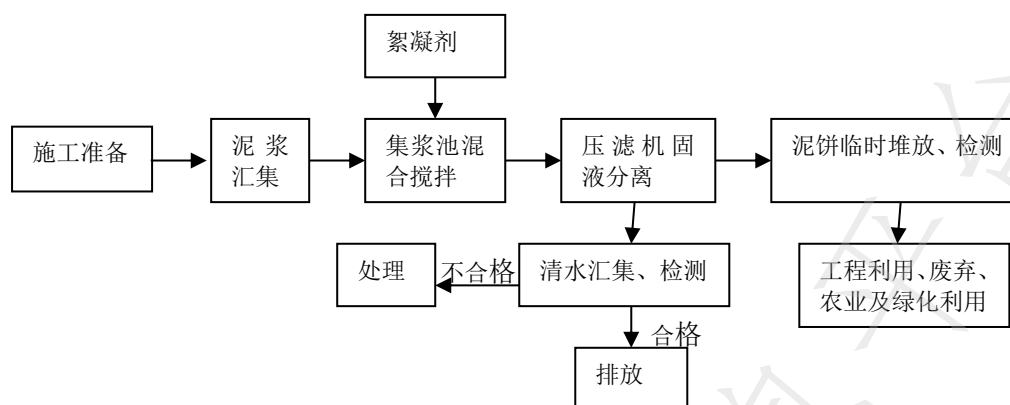 絮凝剂
施工准备
泥 浆
汇集
集浆池混
合搅拌
压滤机固
液分离
泥饼临时堆放、检测
处理
不合格
清水汇集、检测
工程利用、废弃、
农业及绿化利用
合格
排放